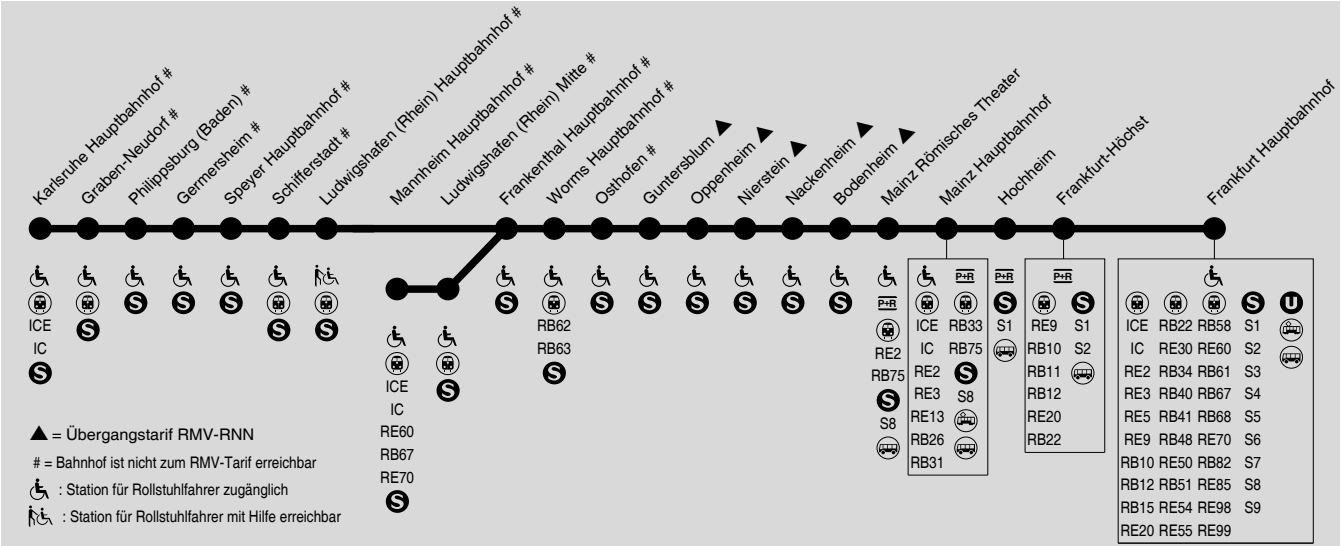 Karlsruhe Hauptbahnhof #
Graben-Neudorf #
Philippsburg (Baden) #
Germersheim #
Speyer Hauptbahnhof #
Schifferstadt #
Ludwigshafen (Rhein) Hauptbahnhof #
Mannheim Hauptbahnhof #
Ludwigshafen (Rhein) Mitte #
Frankenthal Hauptbahnhof #
Worms Hauptbahnhof #
Osthofen #
Guntersblum ▲
Oppenheim ▲
Nierstein ▲
Nackenheim ▲
Bodenheim ▲
Mainz Römisches Theater
Mainz Hauptbahnhof
Hochheim
Frankfurt-Höchst
Frankfurt Hauptbahnhof
ICE
IC
S
S
S
S
S
S
S
ICE
IC
RE60
RB67
RE70
S
S
S
RB62
RB63
S
S
S
S
S
S
S
P+R
RE2
RB75
S
S8
P+R
ICE RB33
IC RB75
RE2 S
RE3 S8
RE13
RB26
RB31
P+R
S
S1
P+R
S
RE9 S1
RB10 S2
RB11
RB12
RE20
RB22
S U
ICE RB22 RB58 S1
IC RE30 RE60 S2
RE2 RB34 RB61 S3
RE3 RB40 RB67 S4
RE5 RB41 RB68 S5
RE9 RB48 RE70 S6
RB10 RE50 RB82 S7
RB12 RB51 RE85 S8
RB15 RE54 RE98 S9
RE20 RE55 RE99
▲ = Übergangstarif RMV-RNN
# = Bahnhof ist nicht zum RMV-Tarif erreichbar
: Station für Rollstuhlfahrer zugänglich
: Station für Rollstuhlfahrer mit Hilfe erreichbar